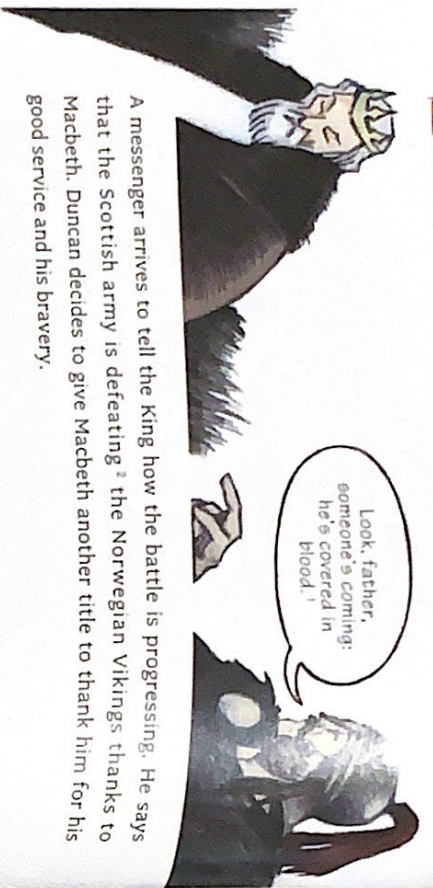 Look, father,
someone's coming:
he's covered in
blood.¹
A messenger arrives to tell the King how the battle is progressing. He says
that the Scottish army is defeating ² the Norwegian Vikings thanks to
Macbeth. Duncan decides to give Macbeth another title to thank him for his
good service and his bravery.